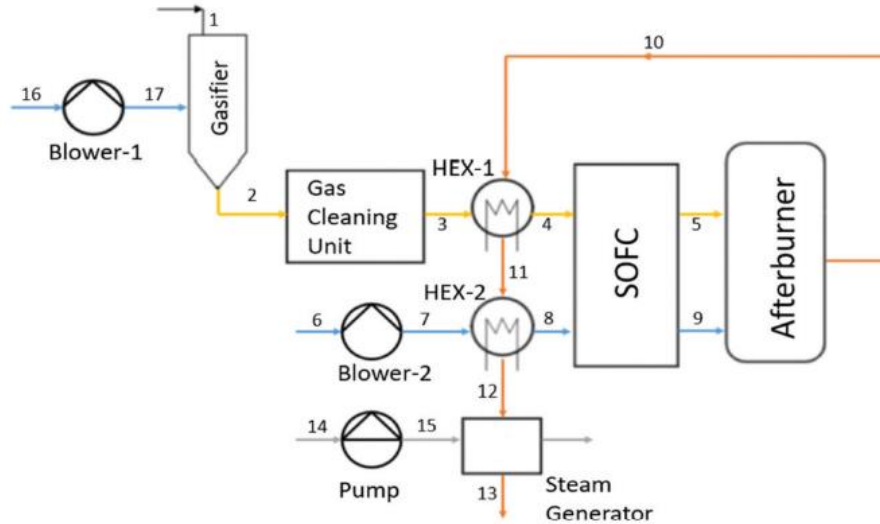 1
10
16
17
Gasifier
Blower-1
2
Gas
Cleaning
Unit
3
HEX-1
4
SOFC
5
Afterburner
11
HEX-2
6
7
8
9
Blower-2
12
14
15
Pump
13
Steam
Generator